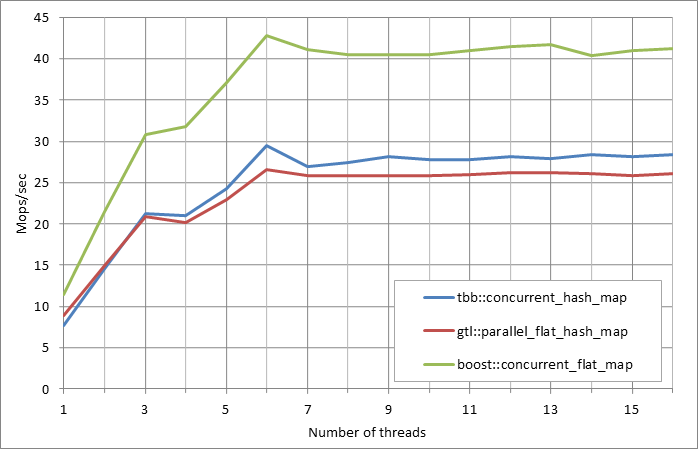 45
40
35
30
25
20
15
10
5
0
Mops/sec
tbb::concurrent_hash_map
gtl::parallel_flat_hash_map
boost::concurrent_flat_map
1 3 5 7 9 11 13 15
Number of threads